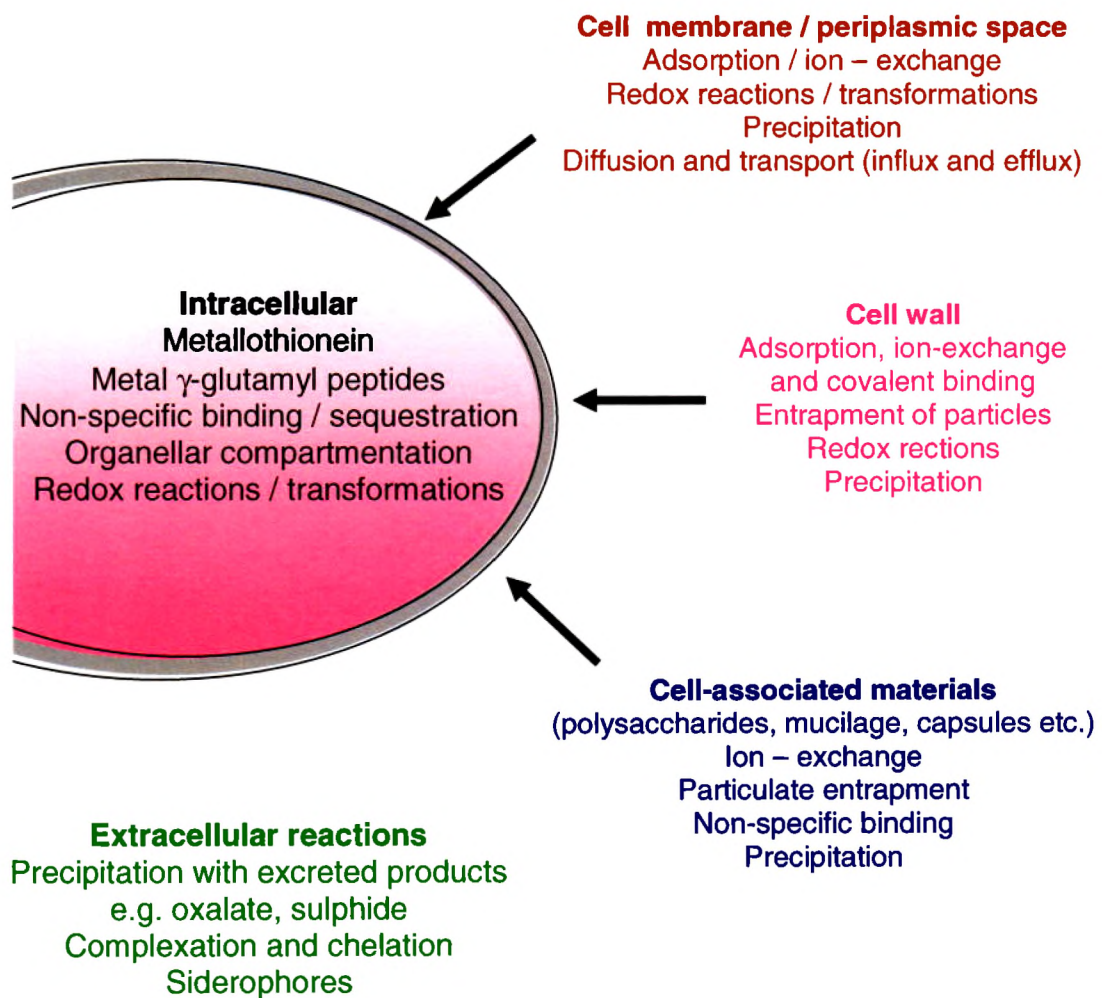 Cell membrane / periplasmic space
Adsorption / ion – exchange
Redox reactions / transformations
Precipitation
Diffusion and transport (influx and efflux)
Intracellular
Metallothionein
Metal γ-glutamyl peptides
Non-specific binding / sequestration
Organellar compartmentation
Redox reactions / transformations
Cell wall
Adsorption, ion-exchange
and covalent binding
Entrapment of particles
Redox rections
Precipitation
Cell-associated materials
(polysaccharides, mucilage, capsules etc.)
Ion – exchange
Particulate entrapment
Non-specific binding
Precipitation
Extracellular reactions
Precipitation with excreted products
e.g. oxalate, sulphide
Complexation and chelation
Siderophores